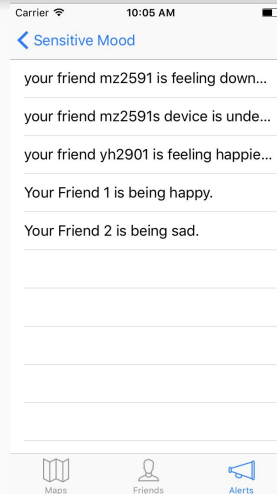 Carrier 10:05 AM
Sensitive Mood
your friend mz2591 is feeling down...
your friend mz2591s device is unde...
your friend yh2901 is feeling happie...
Your Friend 1 is being happy.
Your Friend 2 is being sad.
Maps Friends Alerts